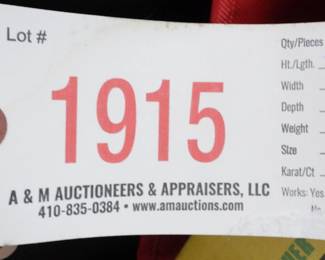 Lot #
1915
A & M AUCTIONEERS & APPRAISERS, LLC
410-835-0384 • www.amauctions.com
Qty/Pieces
Ht./Lgth.
Width
Depth
Weight
Size
Karat/Ct
Works: Yes
No